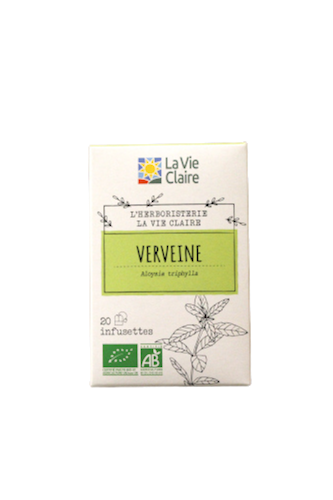 La Vie
Claire
L'HERBORISTERIE
LA VIE CLAIRE
VERVEINE
Aloysia triphylla
20
infusettes
AB